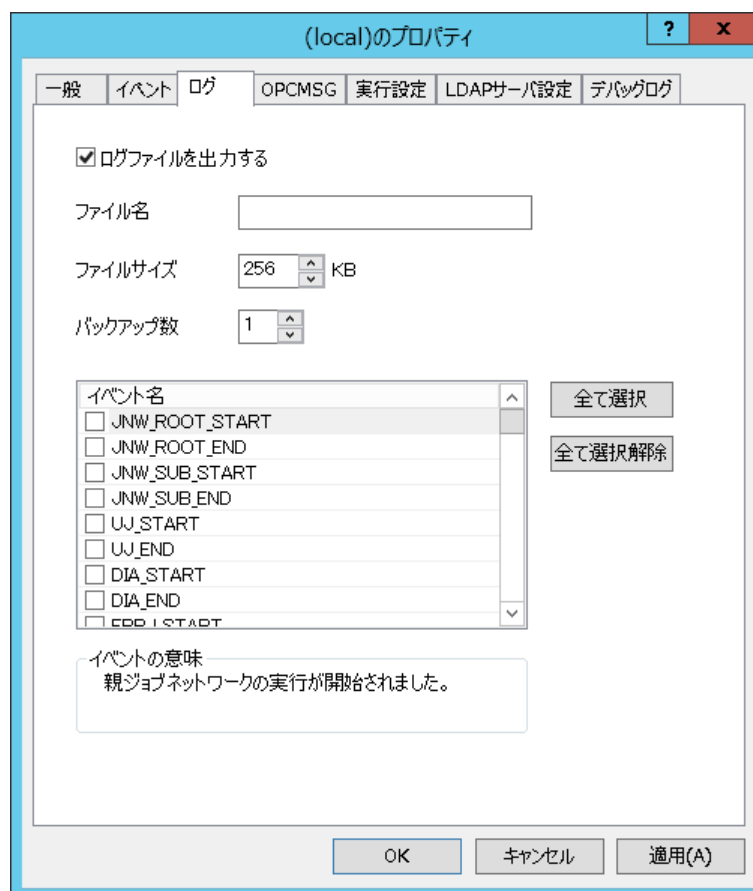 (local)のプロパティ
? x
一般 イベント ログ OPCMSG 実行設定 LDAPサーバ設定 デバッグログ
ログファイルを出力する
ファイル名
ファイルサイズ 256 KB
バックアップ数 1
イベント名 全て選択
JNW_ROOT_START
JNW_ROOT_END 全て選択解除
JNW_SUB_START
JNW_SUB_END
UJ_START
UJ_END
DIA_START
DIA_END
イベントの意味
親ジョブネットワークの実行が開始されました。
OK キャンセル 適用(A)